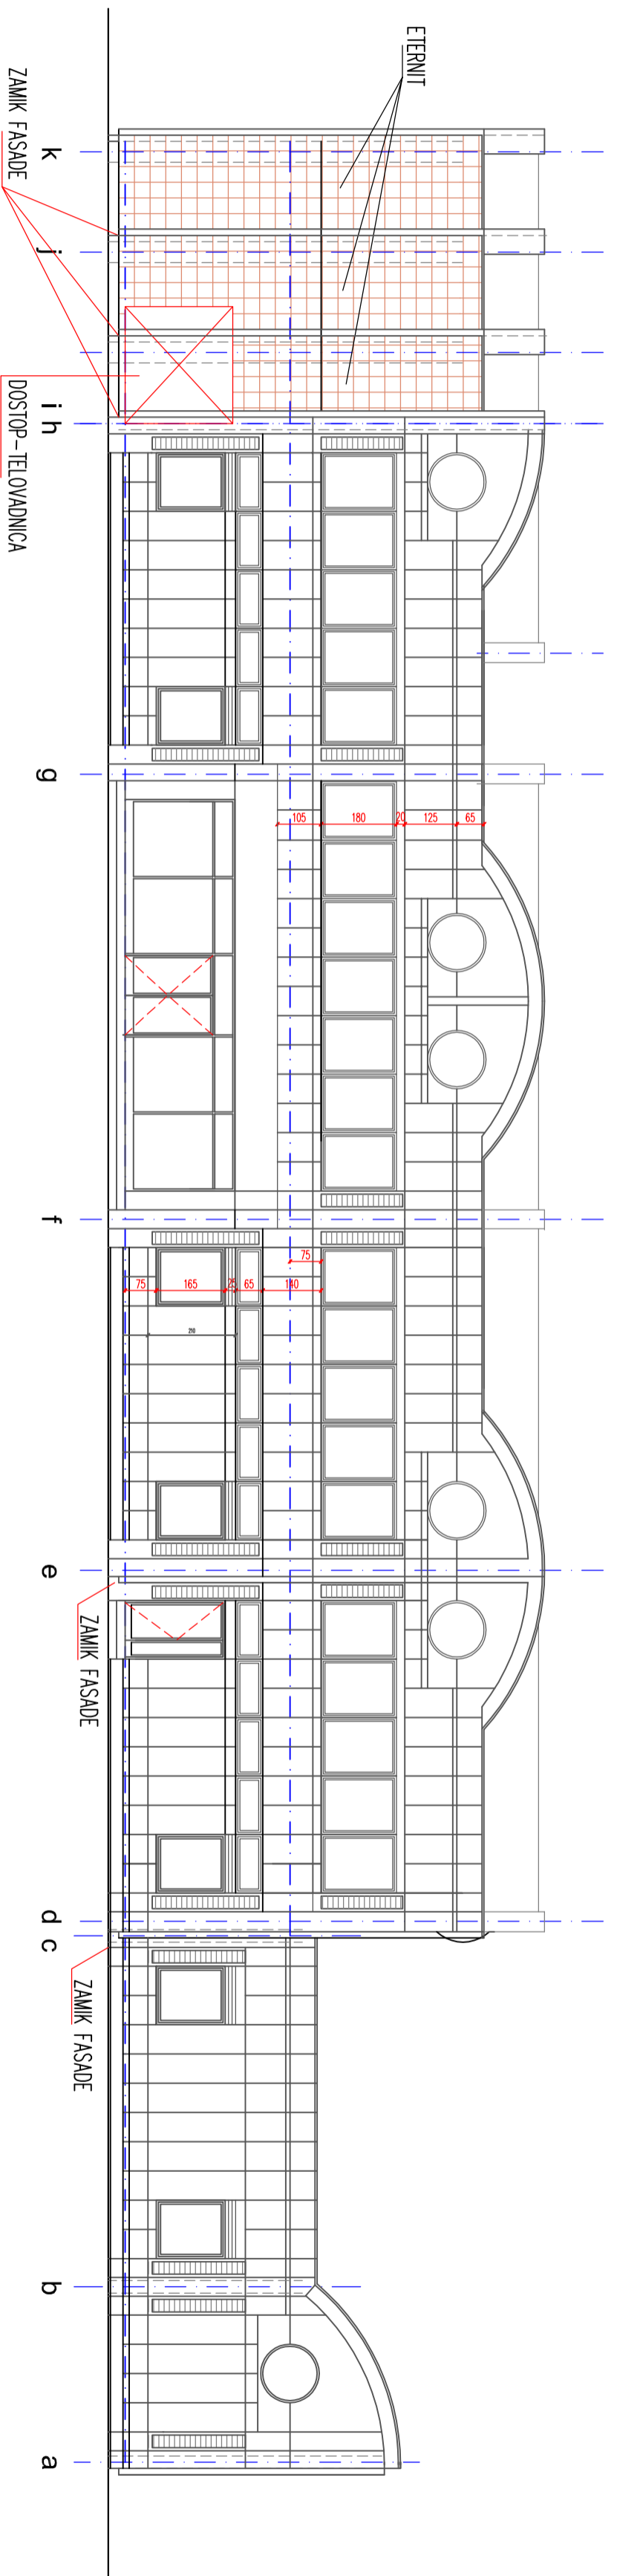 ETERNIT
105
180
20
125
65
75
75
165
25
65
140
210
k
j
i
h
g
f
e
d
c
b
a
ZAMIK FASADE
DOSTOP-TELOVADNICA
ZAMIK FASADE
ZAMIK FASADE